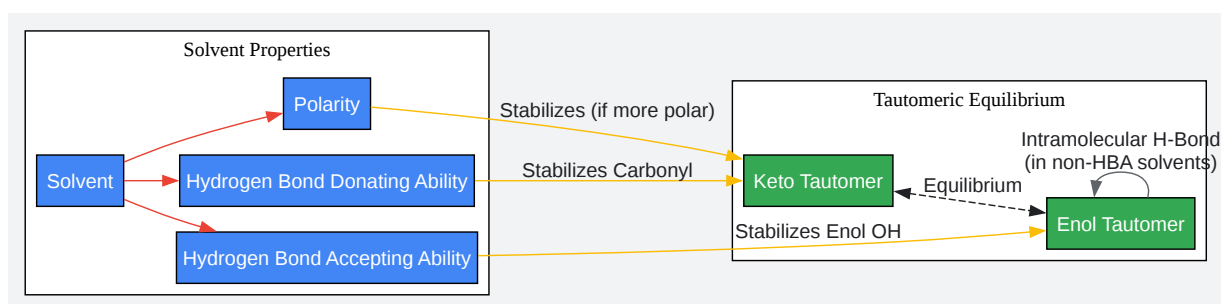 Solvent Properties
Solvent
Polarity
Hydrogen Bond Donating Ability
Hydrogen Bond Accepting Ability
Stabilizes (if more polar)
Stabilizes Carbonyl
Stabilizes Enol OH
Tautomeric Equilibrium
Keto Tautomer
Equilibrium
Intramolecular H-Bond
(in non-HBA solvents)
Enol Tautomer